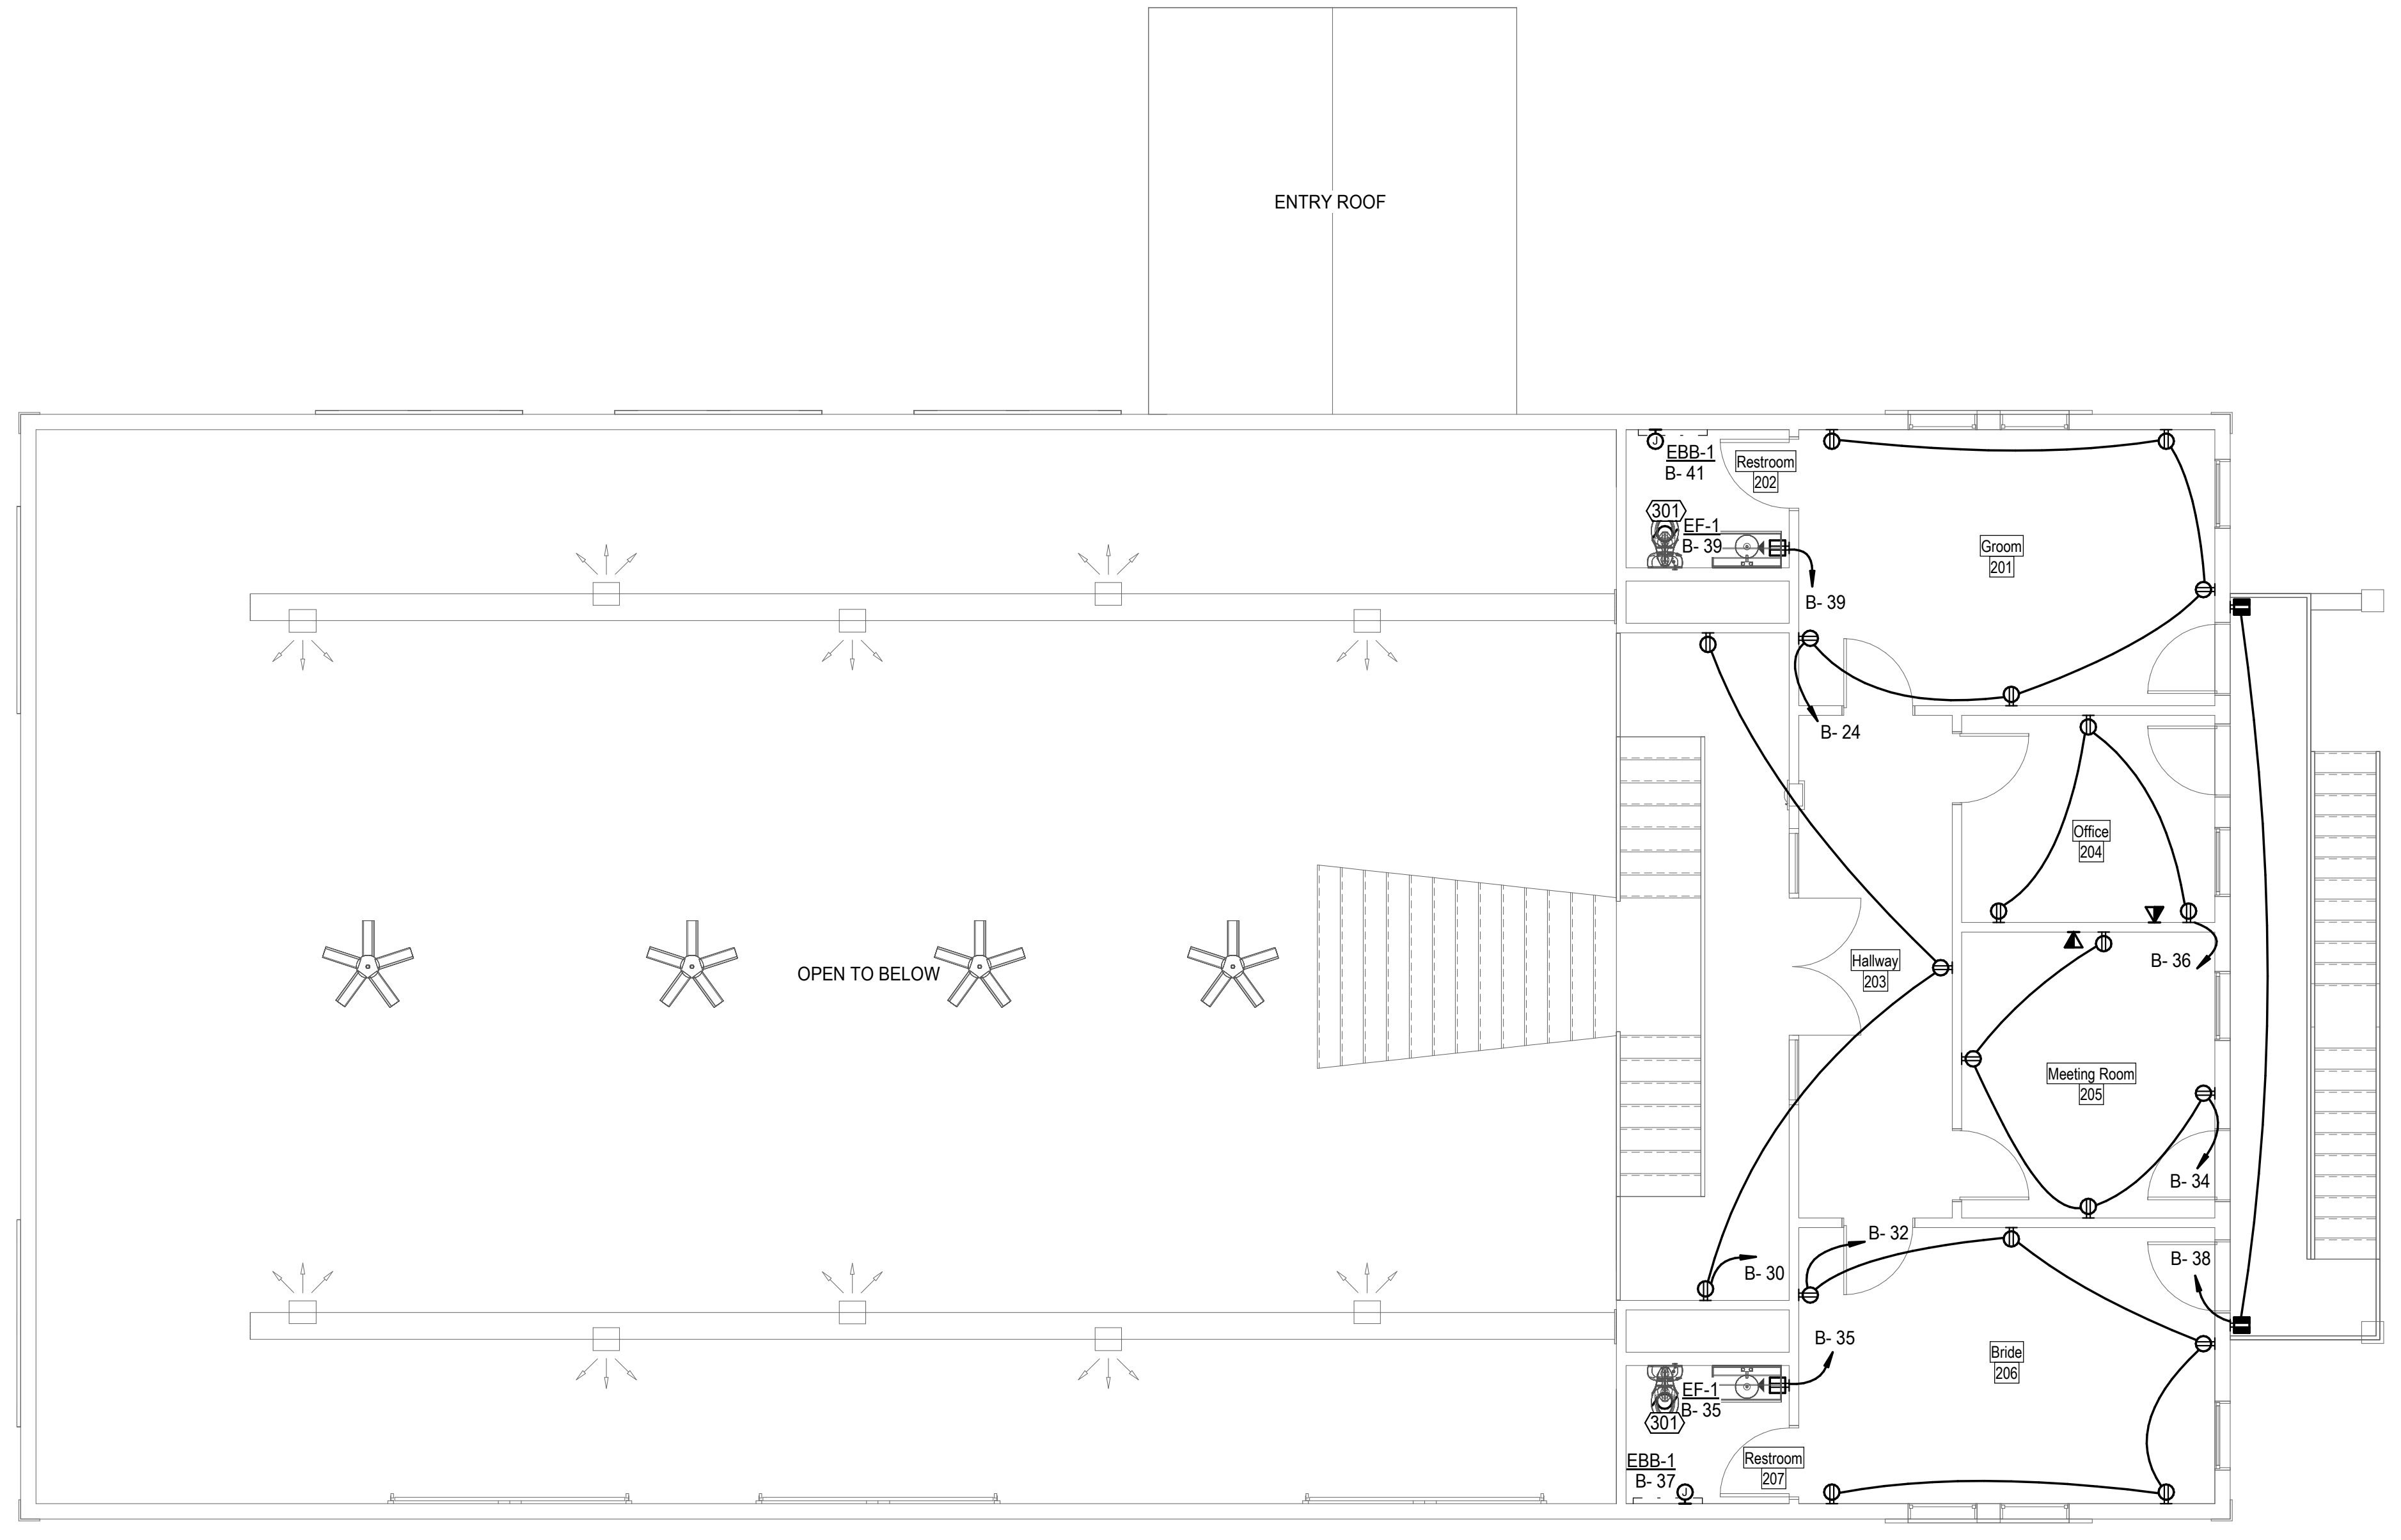 ENTRY ROOF
J
EBB-1
B- 41
Restroom
202
301
EF-1
B- 39
B- 39
Groom
201
B- 24
Office
204
B- 36
OPEN TO BELOW
Hallway
203
Meeting Room
205
B- 34
B- 32
B- 30
B- 38
B- 35
Bride
206
EF-1
B- 35
301
EBB-1
B- 37
J
Restroom
207